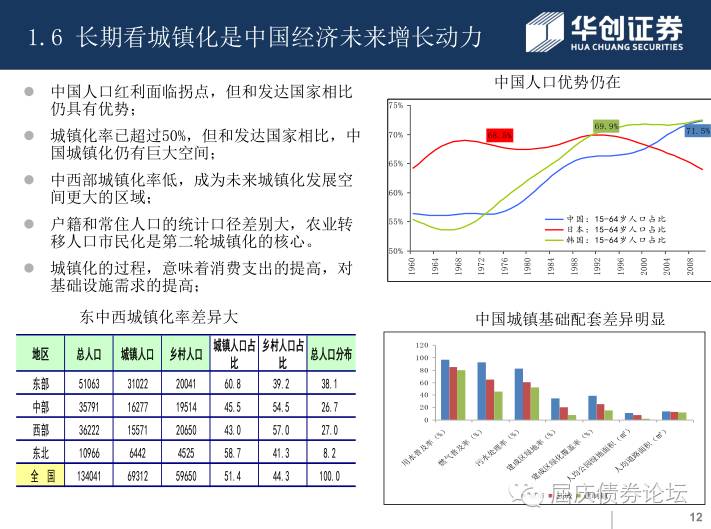 1.6 长期看城镇化是中国经济未来增长动力
华创证券
HUA CHUANG SECURITIES
中国人口红利面临拐点，但和发达国家相比
仍具有优势；
城镇化率已超过50%，但和发达国家相比，中
国城镇化仍有巨大空间；
中西部城镇化率低，成为未来城镇化发展空
间更大的区域；
户籍和常住人口的统计口径差别大，农业转
移人口市民化是第二轮城镇化的核心。
城镇化的过程，意味着消费支出的提高，对
基础设施需求的提高；
东中西城镇化率差异大
地区 总人口 城镇人口 乡村人口 城镇人口占比 乡村人口占比 总人口分布
东部 51063 31022 20041 60.8 39.2 38.1
中部 35791 16277 19514 45.5 54.5 26.7
西部 36222 15571 20650 43.0 57.0 27.0
东北 10966 6442 4525 58.7 41.3 8.2
全 国 134041 69312 59650 51.4 44.3 100.0
中国人口优势仍在
75%
70%
65%
60%
55%
50%
69.9%
71.5%
中国：15-64岁人口占比
日本：15-64岁人口占比
韩国：15-64岁人口占比
1960 1964 1968 1972 1976 1980 1984 1988 1992 1996 2000 2004 2008
中国城镇基础配套差异明显
120
100
80
60
40
20
0
用水普及率（%）
燃气普及率（%）
污水处理率（%）
建成区绿地率（%）
建成区绿化覆盖率（%）
人均公园绿地面积（㎡）
人均道路面积（㎡）
屈庆债券论坛
12